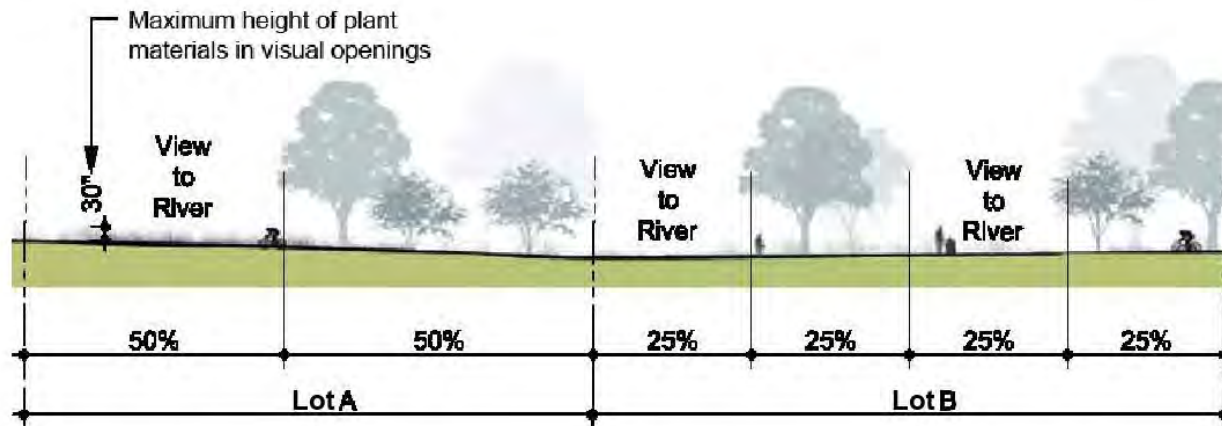 Maximum height of plant
materials in visual openings
30"
View
to
River
View
to
River
View
to
River
50%
50%
25%
25%
25%
25%
Lot A
Lot B